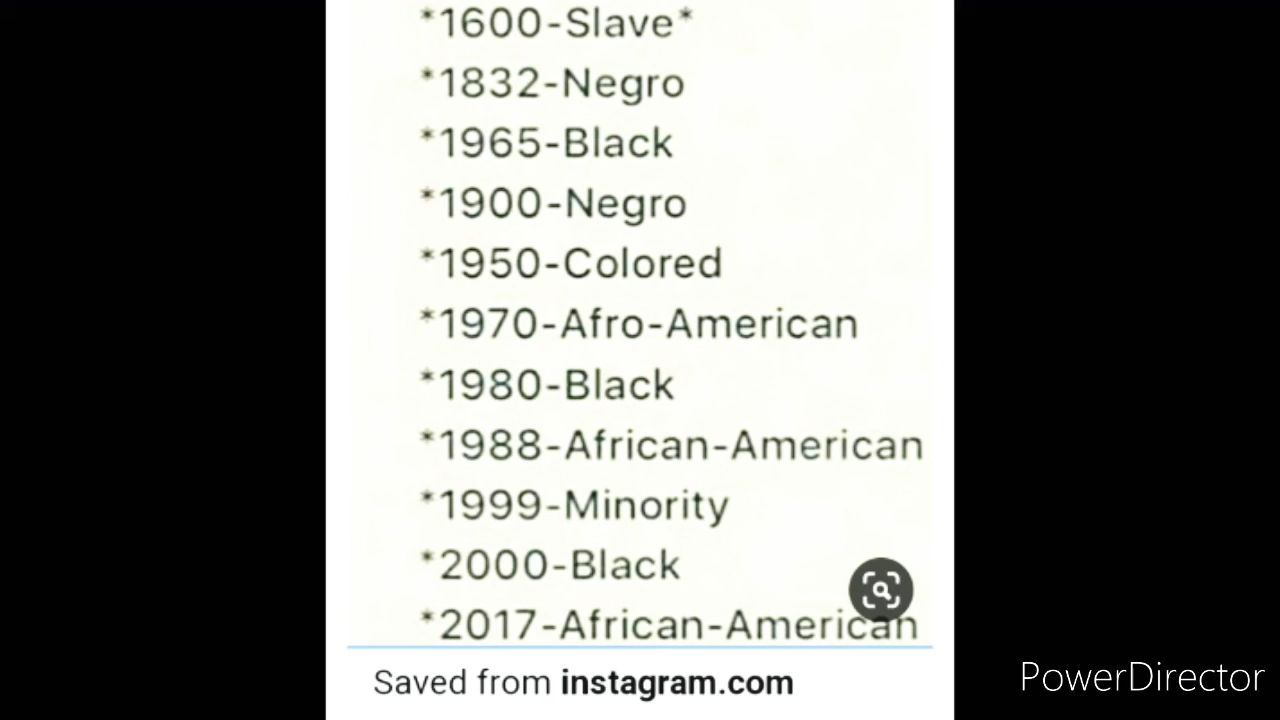 *1600-Slave*
*1832-Negro
*1965-Black
*1900-Negro
*1950-Colored
*1970-Afro-American
*1980-Black
*1988-African-American
*1999-Minority
*2000-Black
*2017-African-American
Saved from instagram.com
PowerDirector